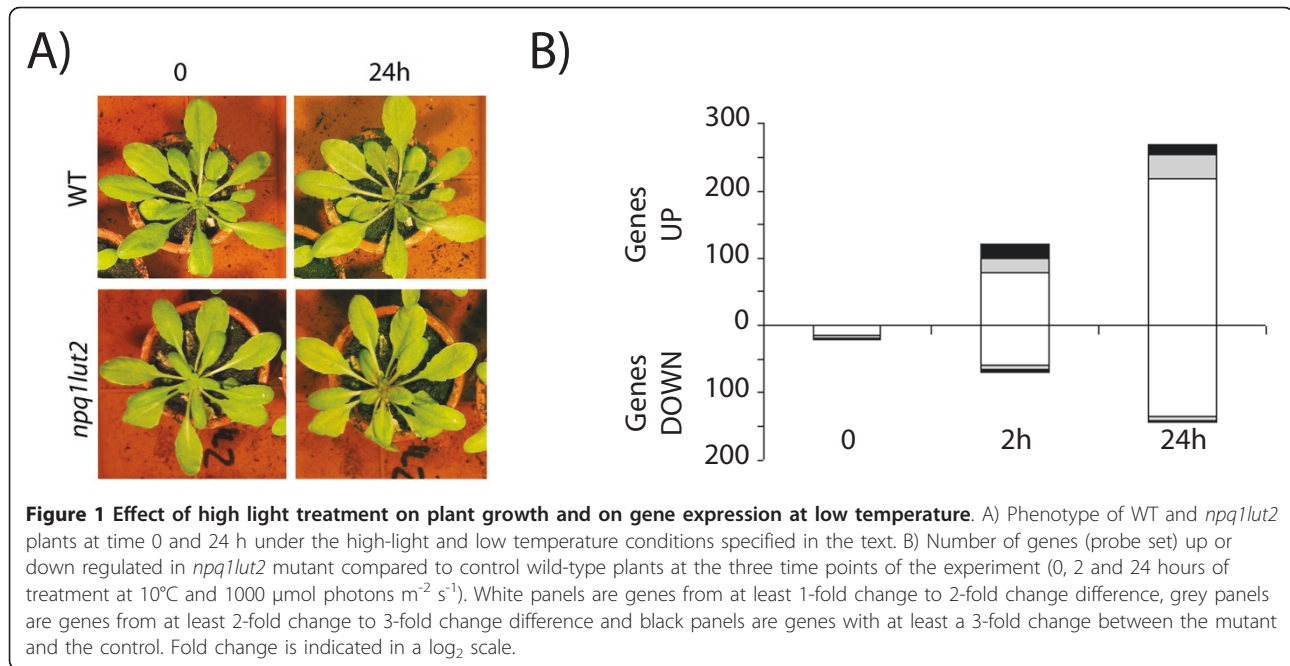 A)
0
24h
WT
npq1lut2
B)
Genes
UP
Genes
DOWN
300
200
100
0
100
200
0
2h
24h
Figure 1 Effect of high light treatment on plant growth and on gene expression at low temperature. A) Phenotype of WT and npq1lut2
plants at time 0 and 24 h under the high-light and low temperature conditions specified in the text. B) Number of genes (probe set) up or
down regulated in npq1lut2 mutant compared to control wild-type plants at the three time points of the experiment (0, 2 and 24 hours of
treatment at 10°C and 1000 μmol photons m⁻² s⁻¹). White panels are genes from at least 1-fold change to 2-fold change difference, grey panels
are genes from at least 2-fold change to 3-fold change difference and black panels are genes with at least a 3-fold change between the mutant
and the control. Fold change is indicated in a log₂ scale.